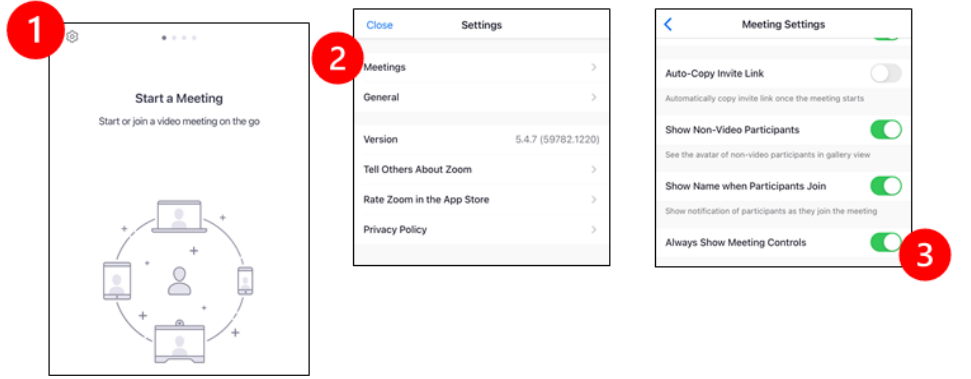 1
Start a Meeting
Start or join a video meeting on the go
2
Close Settings
Meetings
General
Version 5.4.7 (59782.1220)
Tell Others About Zoom
Rate Zoom in the App Store
Privacy Policy
Meeting Settings
Auto-Copy Invite Link
Automatically copy invite link once the meeting starts
Show Non-Video Participants
See the avatar of non-video participants in gallery view
Show Name when Participants Join
Show notification of participants as they join the meeting
Always Show Meeting Controls
3